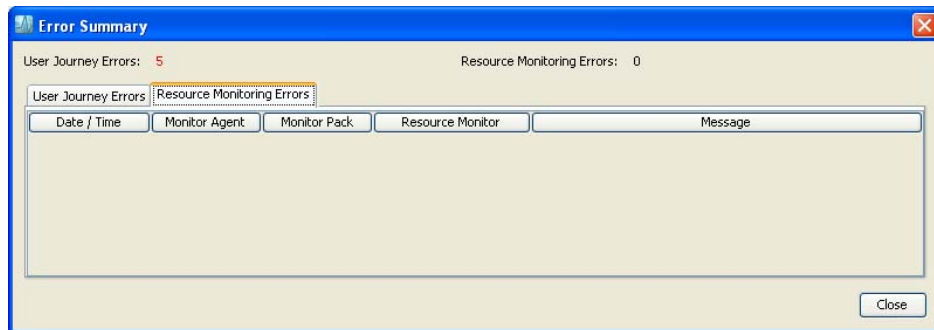 Error Summary
User Journey Errors: 5 Resource Monitoring Errors: 0
User Journey Errors Resource Monitoring Errors
Date / Time Monitor Agent Monitor Pack Resource Monitor Message
Close